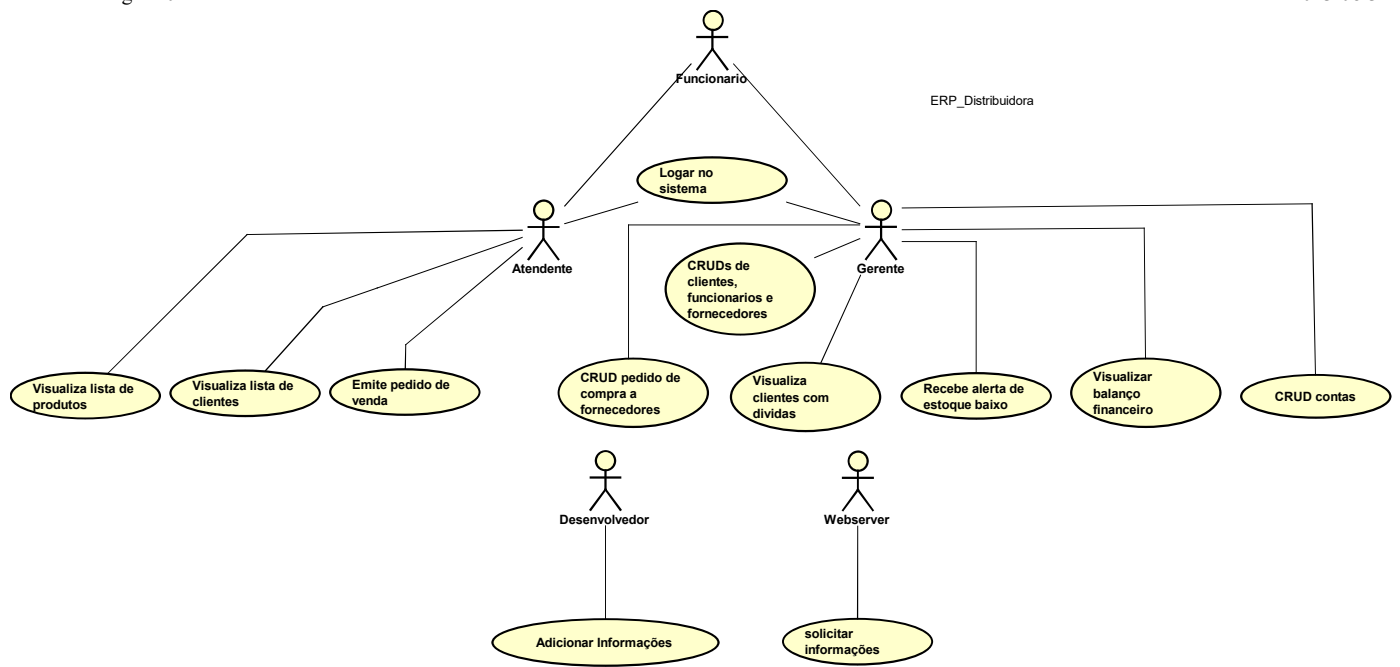 Funcionario
ERP_Distribuidora
Logar no
sistema
Atendente
Gerente
CRUDs de
clientes,
funcionarios e
fornecedores
Visualiza lista de
produtos
Visualiza lista de
clientes
Emite pedido de
venda
CRUD pedido de
compra a
fornecedores
Visualiza
clientes com
dividas
Recebe alerta de
estoque baixo
Visualizar
balanço
financeiro
CRUD contas
Desenvolvedor
Webserver
Adicionar Informações
solicitar
informações